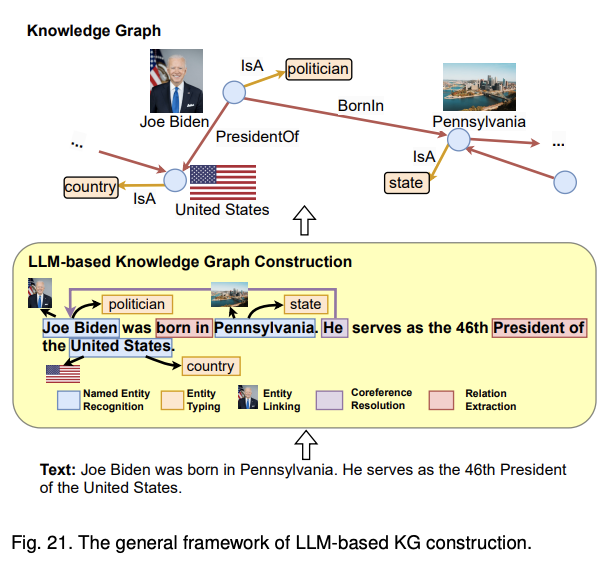 Knowledge Graph
IsA
politician
Joe Biden
BornIn
Pennsylvania
PresidentOf
...
...
IsA
country
IsA
state
United States
LLM-based Knowledge Graph Construction
politician
state
Joe Biden was born in Pennsylvania. He serves as the 46th President of
the United States.
country
Named Entity
Recognition
Entity
Typing
Entity
Linking
Coreference
Resolution
Relation
Extraction
Text: Joe Biden was born in Pennsylvania. He serves as the 46th President
of the United States.
Fig. 21. The general framework of LLM-based KG construction.